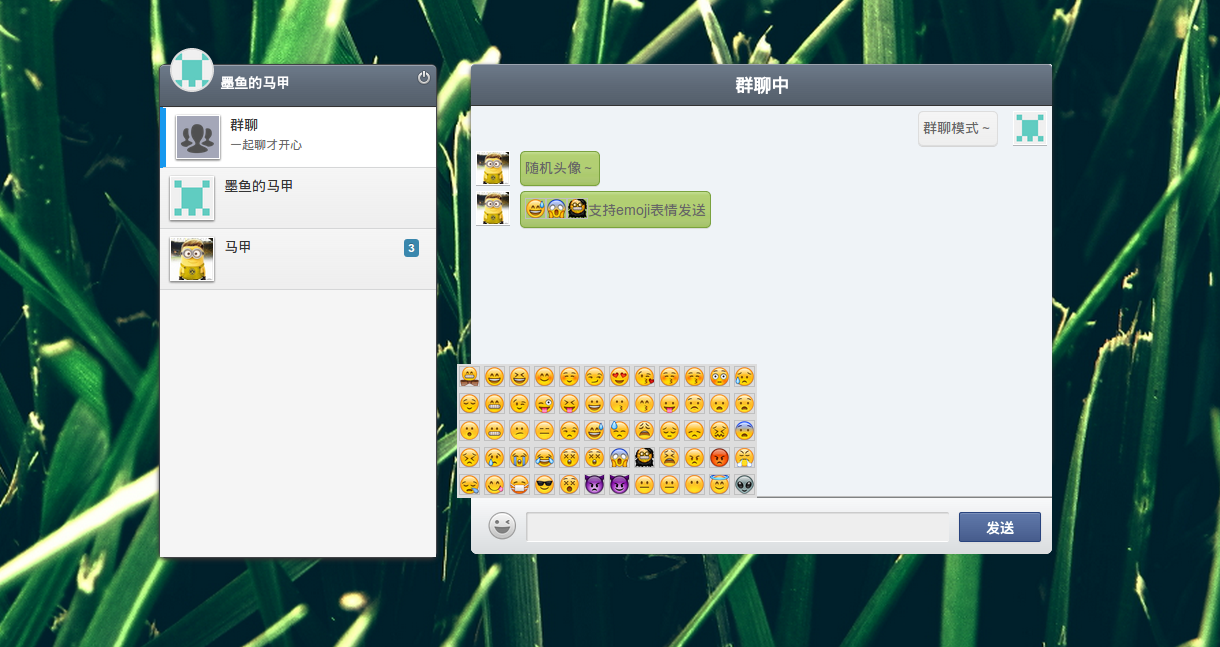 墨鱼的马甲
群聊
一起聊才开心
墨鱼的马甲
马甲
3
群聊中
群聊模式 ~
随机头像 ~
😅😱支持emoji表情发送
发送